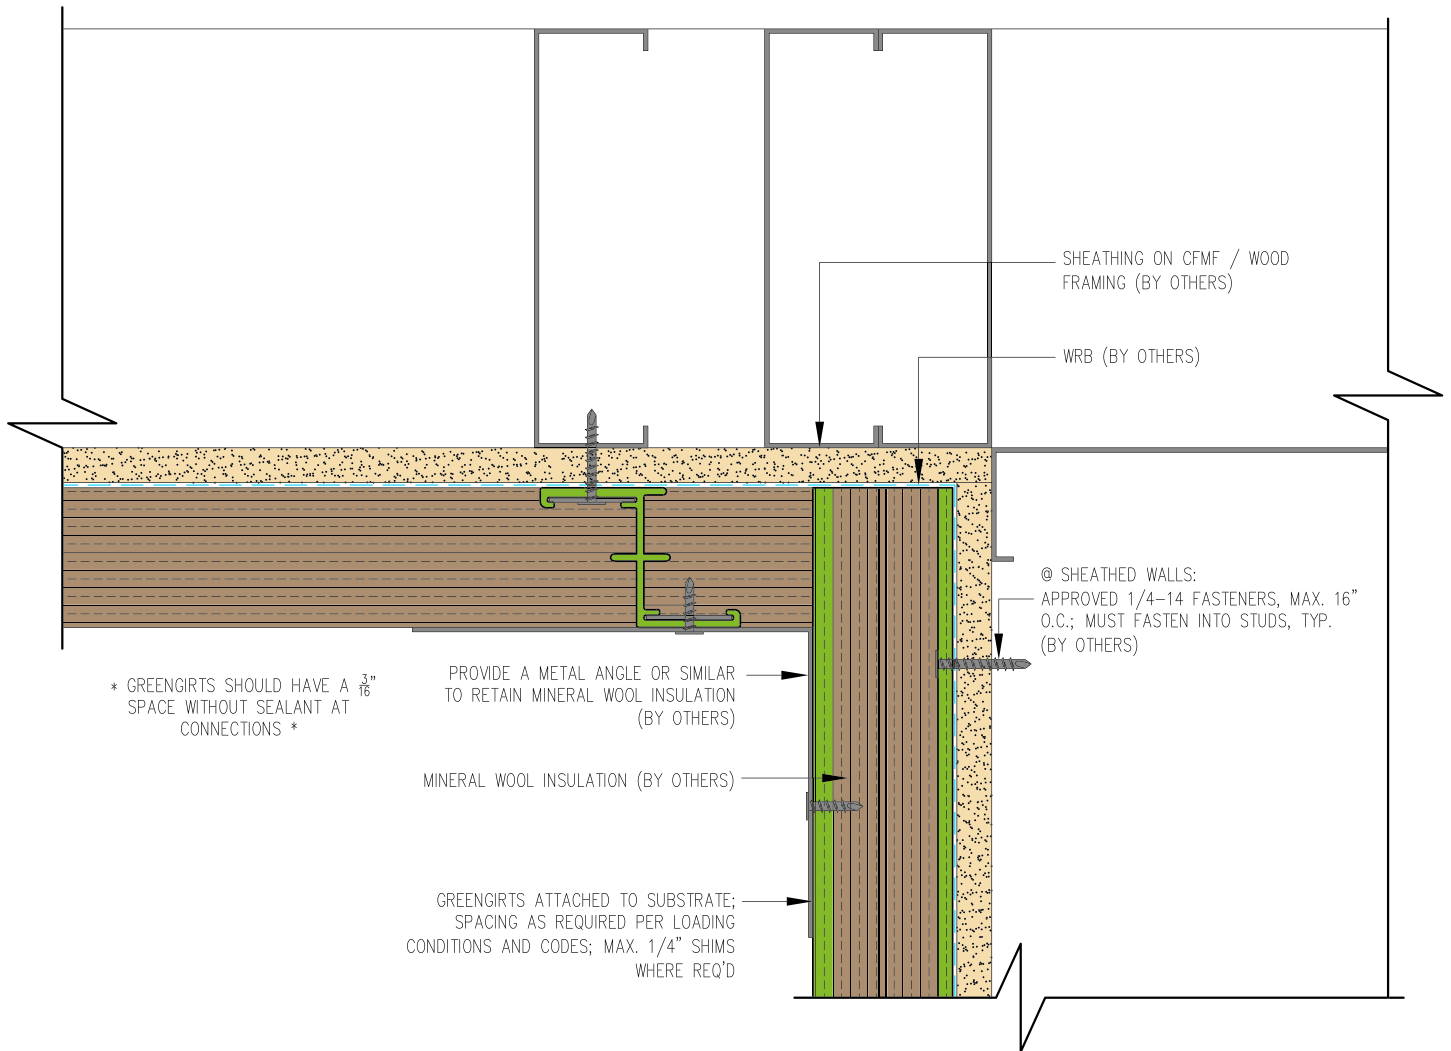 SHEATHING ON CFMF / WOOD
FRAMING (BY OTHERS)
WRB (BY OTHERS)
@ SHEATHED WALLS:
APPROVED 1/4-14 FASTENERS, MAX. 16"
O.C.; MUST FASTEN INTO STUDS, TYP.
(BY OTHERS)
* GREENGIRTS SHOULD HAVE A 3/16"
SPACE WITHOUT SEALANT AT
CONNECTIONS *
PROVIDE A METAL ANGLE OR SIMILAR
TO RETAIN MINERAL WOOL INSULATION
(BY OTHERS)
MINERAL WOOL INSULATION (BY OTHERS)
GREENGIRTS ATTACHED TO SUBSTRATE;
SPACING AS REQUIRED PER LOADING
CONDITIONS AND CODES; MAX. 1/4" SHIMS
WHERE REQ'D